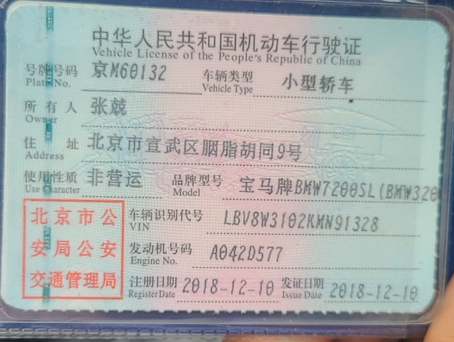 中华人民共和国机动车行驶证
Vehicle License of the People's Republic of China
号牌号码 京M60132 车辆类型 小型轿车
Plate No. Vehicle Type
所有人 张兢
Owner
住址 北京市宣武区胭脂胡同9号
Address
使用性质 非营运 品牌型号 宝马牌BMW7200SL(BMW320
Use Character Model
北京市公
安局公安
交通管理局
车辆识别代号 LBV8W3102KMN91328
VIN
发动机号码 A042D577
Engine No.
注册日期 2018-12-10 发证日期 2018-12-10
Register Date Issue Date